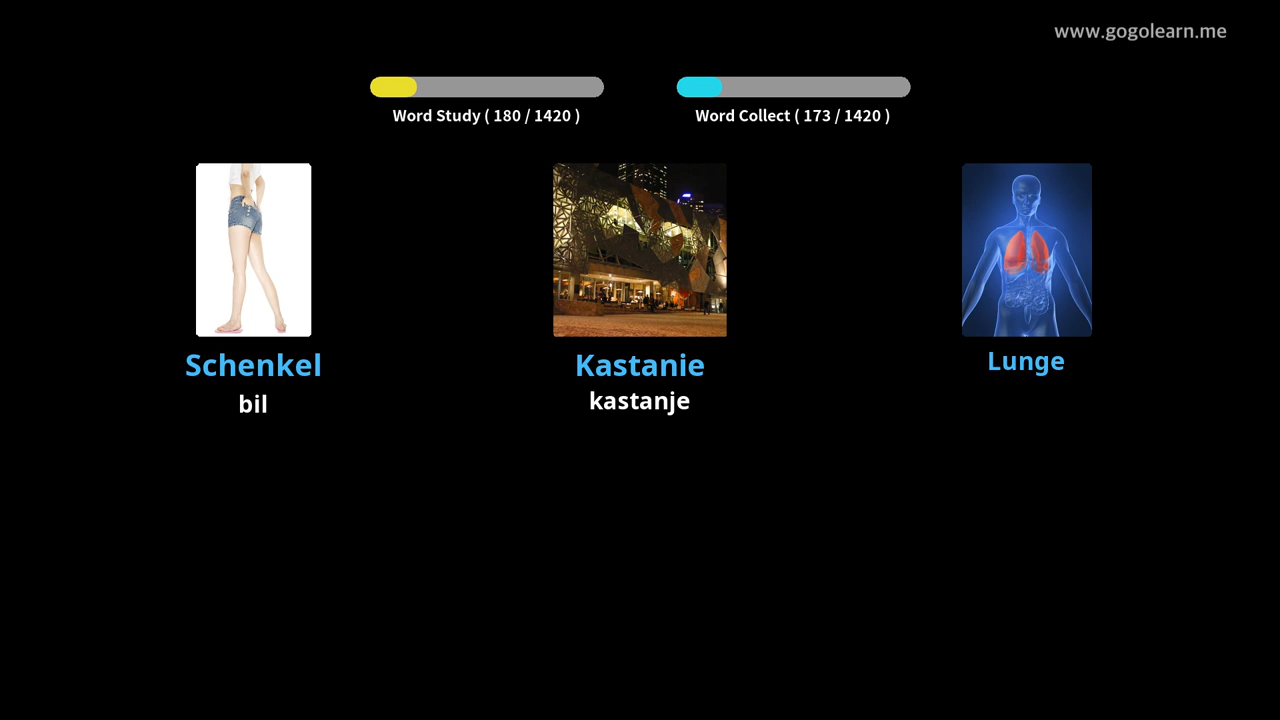 www.gogolearn.me
Word Study ( 180 / 1420 )
Word Collect ( 173 / 1420 )
Schenkel
bil
Kastanie
kastanje
Lunge